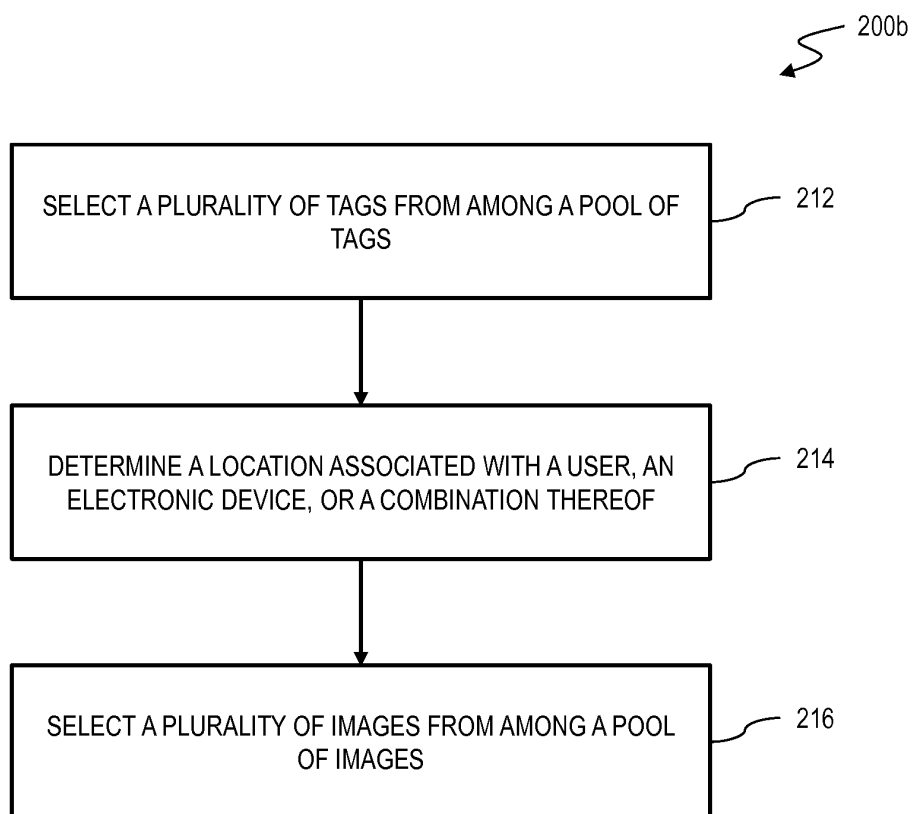 200b
SELECT A PLURALITY OF TAGS FROM AMONG A POOL OF
TAGS
212
DETERMINE A LOCATION ASSOCIATED WITH A USER, AN
ELECTRONIC DEVICE, OR A COMBINATION THEREOF
214
SELECT A PLURALITY OF IMAGES FROM AMONG A POOL
OF IMAGES
216